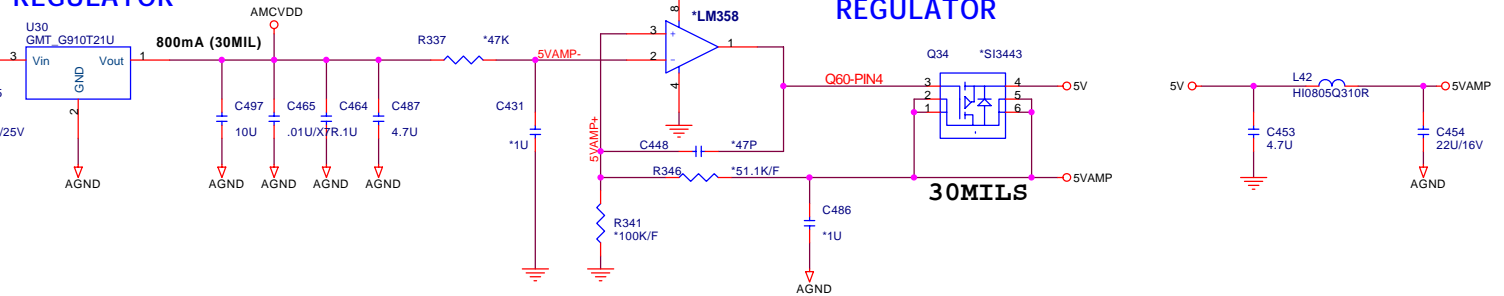 REGULATOR
REGULATOR
U30
GMT_G910T21U
3
Vin
Vout
1
GND
2
/25V
AGND
AMCVDD
800mA (30MIL)
C497
10U
AGND
C465
.01U/X7R
AGND
C464
.1U
AGND
C487
4.7U
AGND
R337
*47K
5VAMP-
C431
*1U
8
*LM358
3
+
2
-
1
4
5VAMP+
C448
*47P
R346
*51.1K/F
R341
*100K/F
C486
*1U
AGND
Q60-PIN4
Q34
*SI3443
3
2
1
4
5
6
5V
5VAMP
30MILS
5V
L42
HI0805Q310R
5VAMP
C453
4.7U
C454
22U/16V
AGND